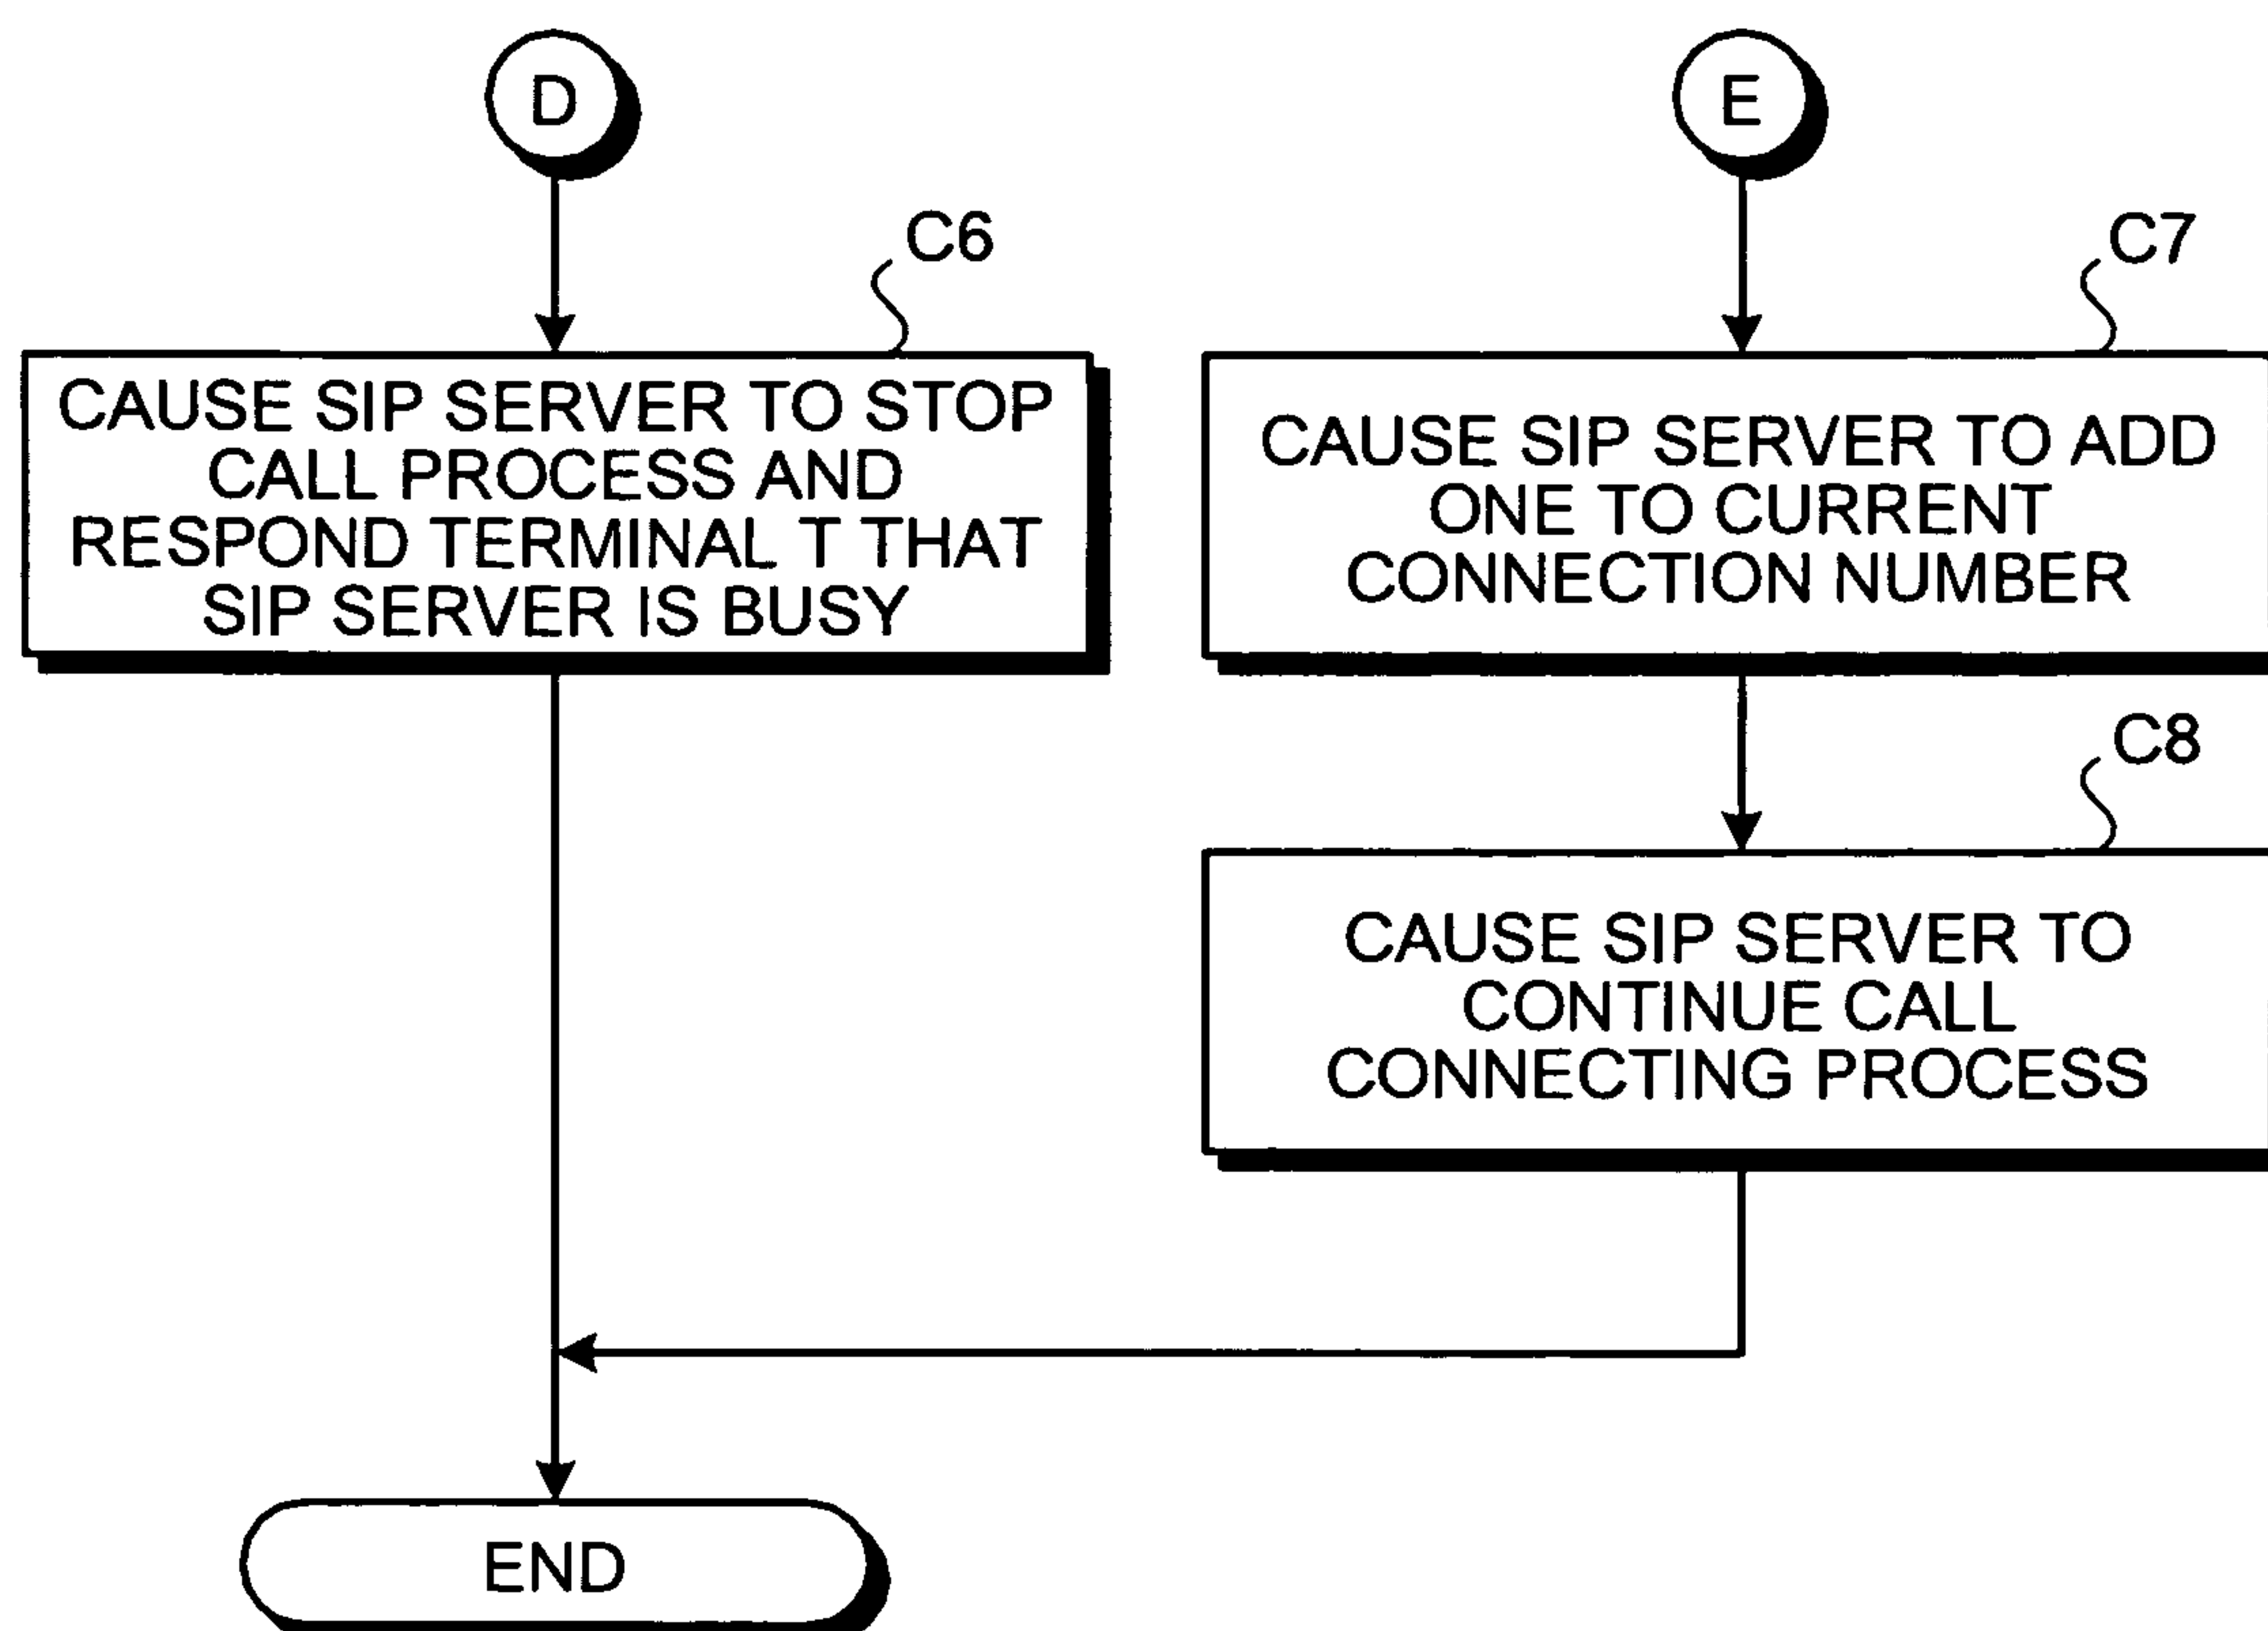 D
C6
CAUSE SIP SERVER TO STOP
CALL PROCESS AND
RESPOND TERMINAL T THAT
SIP SERVER IS BUSY
E
C7
CAUSE SIP SERVER TO ADD
ONE TO CURRENT
CONNECTION NUMBER
C8
CAUSE SIP SERVER TO
CONTINUE CALL
CONNECTING PROCESS
END